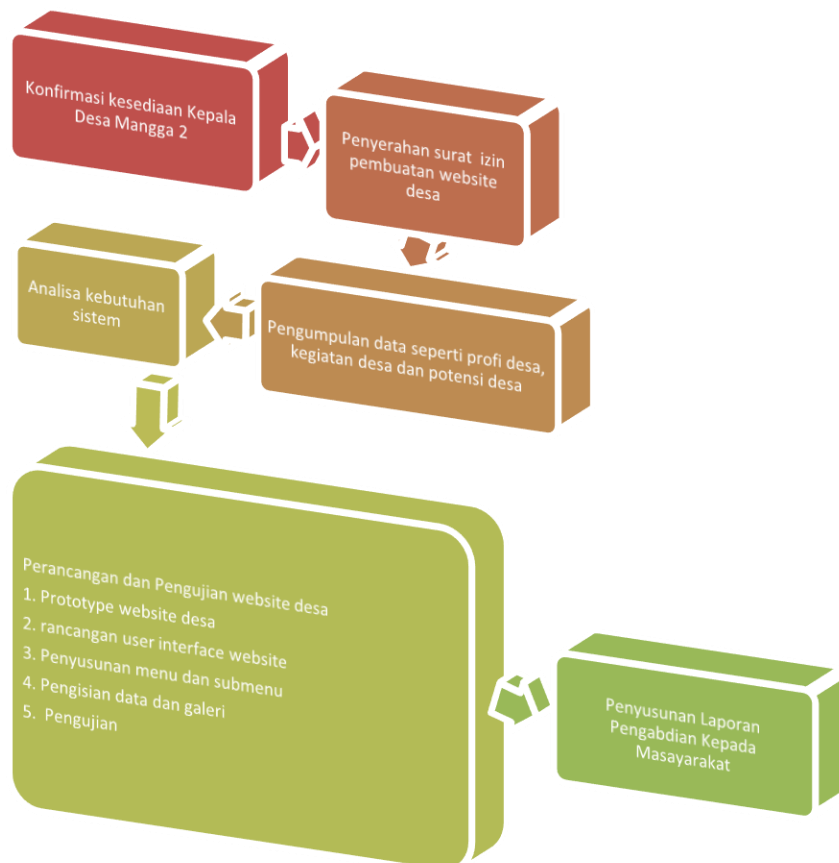 Konfirmasi kesediaan Kepala
Desa Mangga 2
Penyerahan surat izin
pembuatan website
desa
Analisa kebutuhan
sistem
Pengumpulan data seperti profi desa,
kegiatan desa dan potensi desa
Perancangan dan Pengujian website desa
1. Prototype website desa
2. rancangan user interface website
3. Penyusunan menu dan submenu
4. Pengisian data dan galeri
5. Pengujian
Penyusunan Laporan
Pengabdian Kepada
Masayarakat